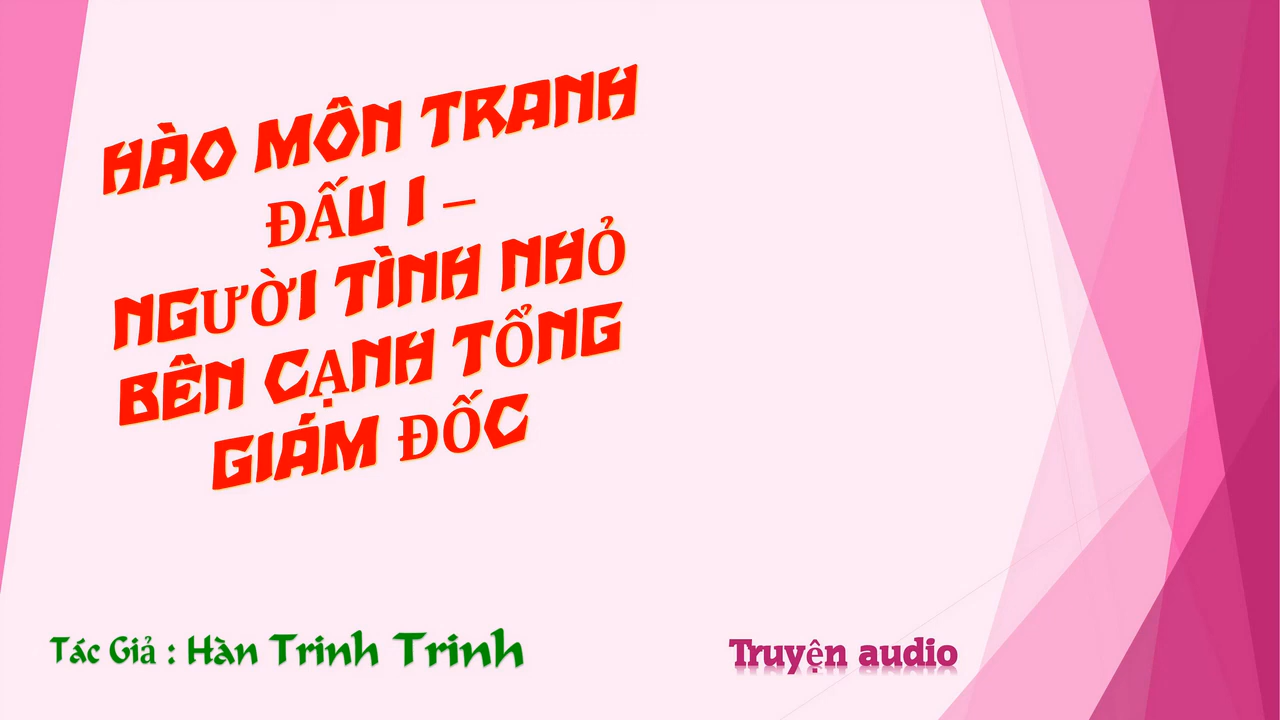 HÀO MÔN TRANH
ĐẤU I –
NGƯỜI TÌNH NHỎ
BÊN CẠNH TỔNG
GIÁM ĐỐC
Tác Giả : Hàn Trinh Trinh
Truyện audio